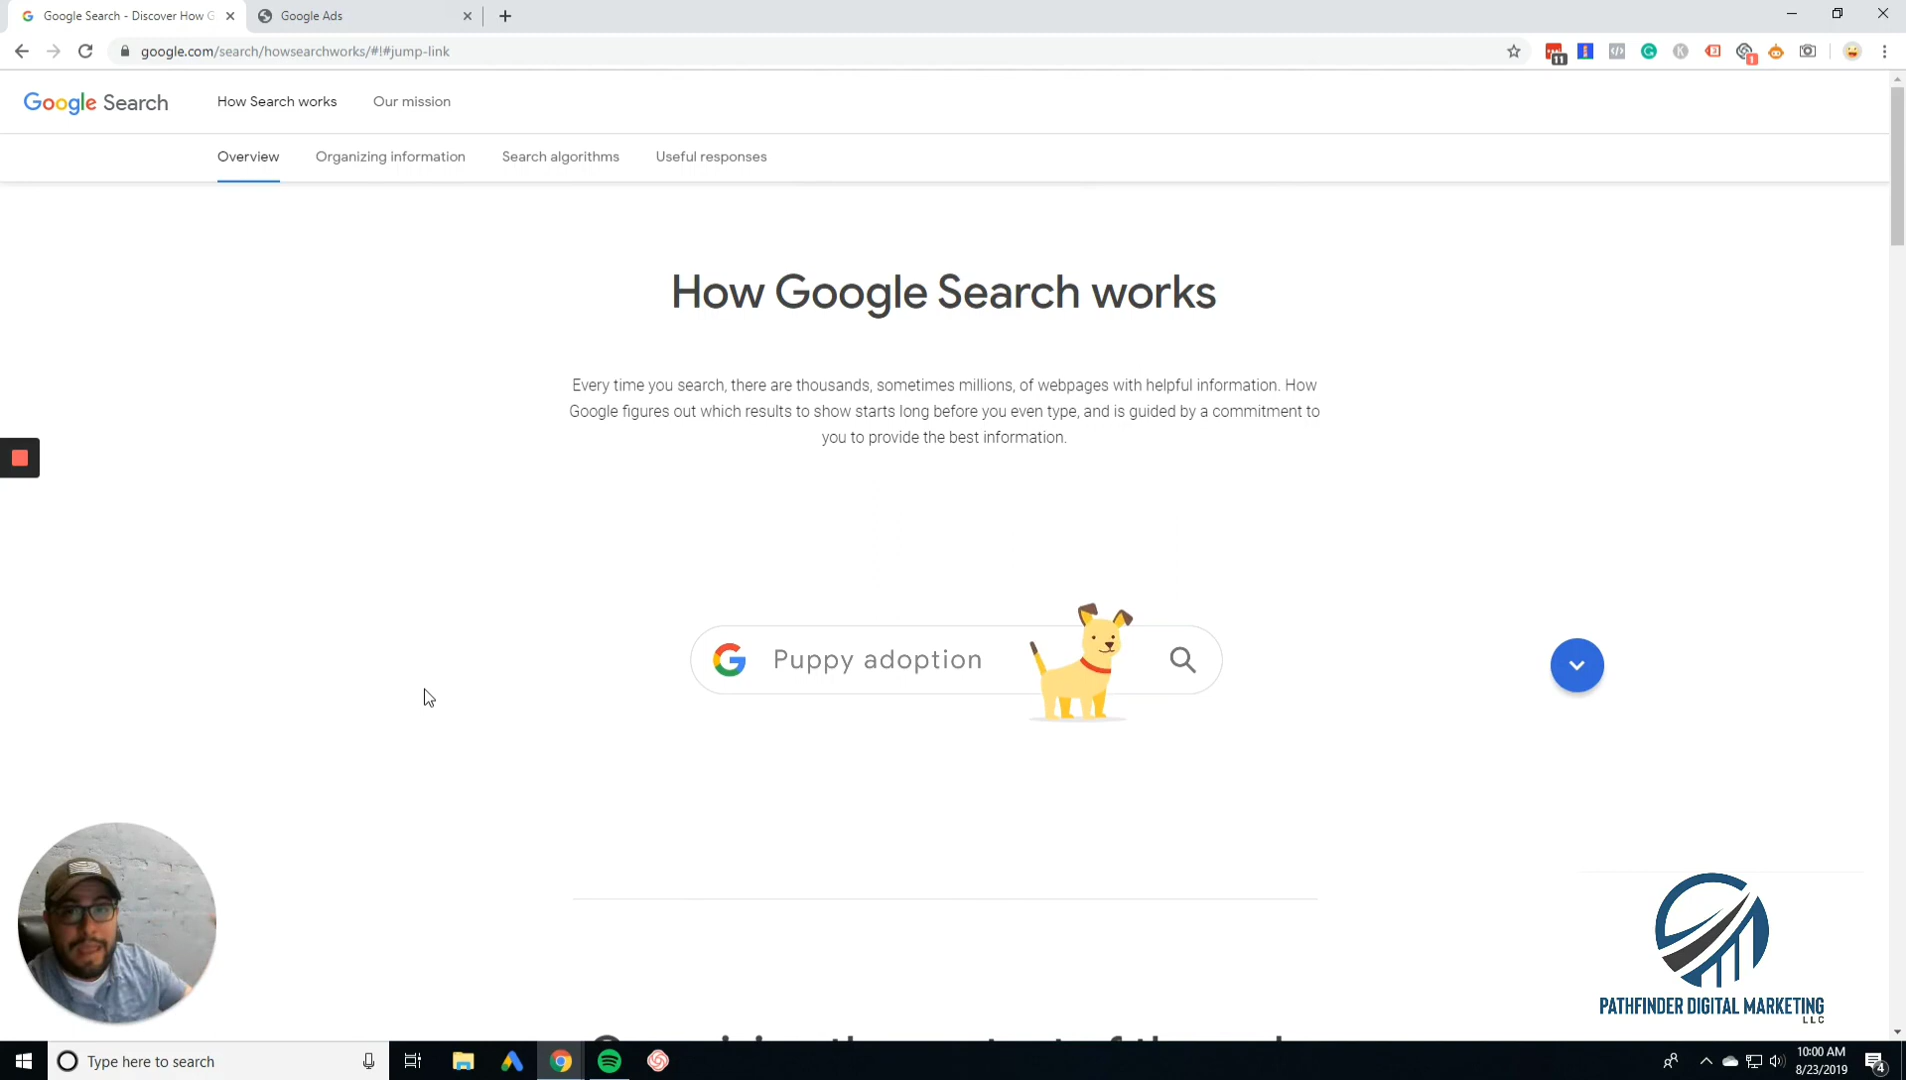 Google Search - Discover How G
Google Ads
google.com/search/howsearchworks/#!#jump-link
11
1
Google Search
How Search works
Our mission
Overview
Organizing information
Search algorithms
Useful responses
How Google Search works
Every time you search, there are thousands, sometimes millions, of webpages with helpful information. How
Google figures out which results to show starts long before you even type, and is guided by a commitment to
you to provide the best information.
Puppy adoption
PATHFINDER DIGITAL MARKETING
LLC
Type here to search
10:00 AM
8/23/2019
4